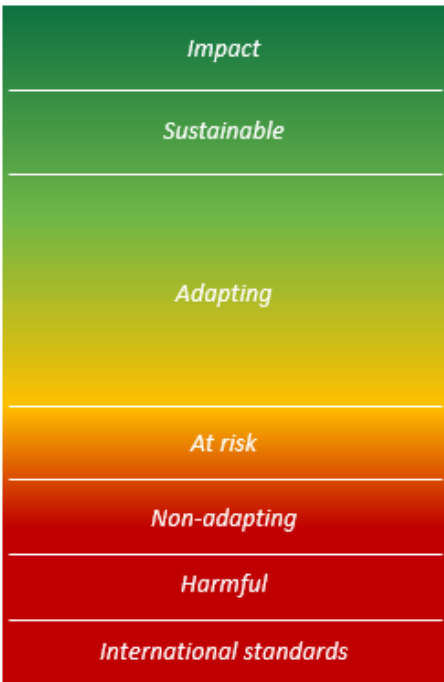 Impact
Sustainable
Adapting
At risk
Non-adapting
Harmful
International standards